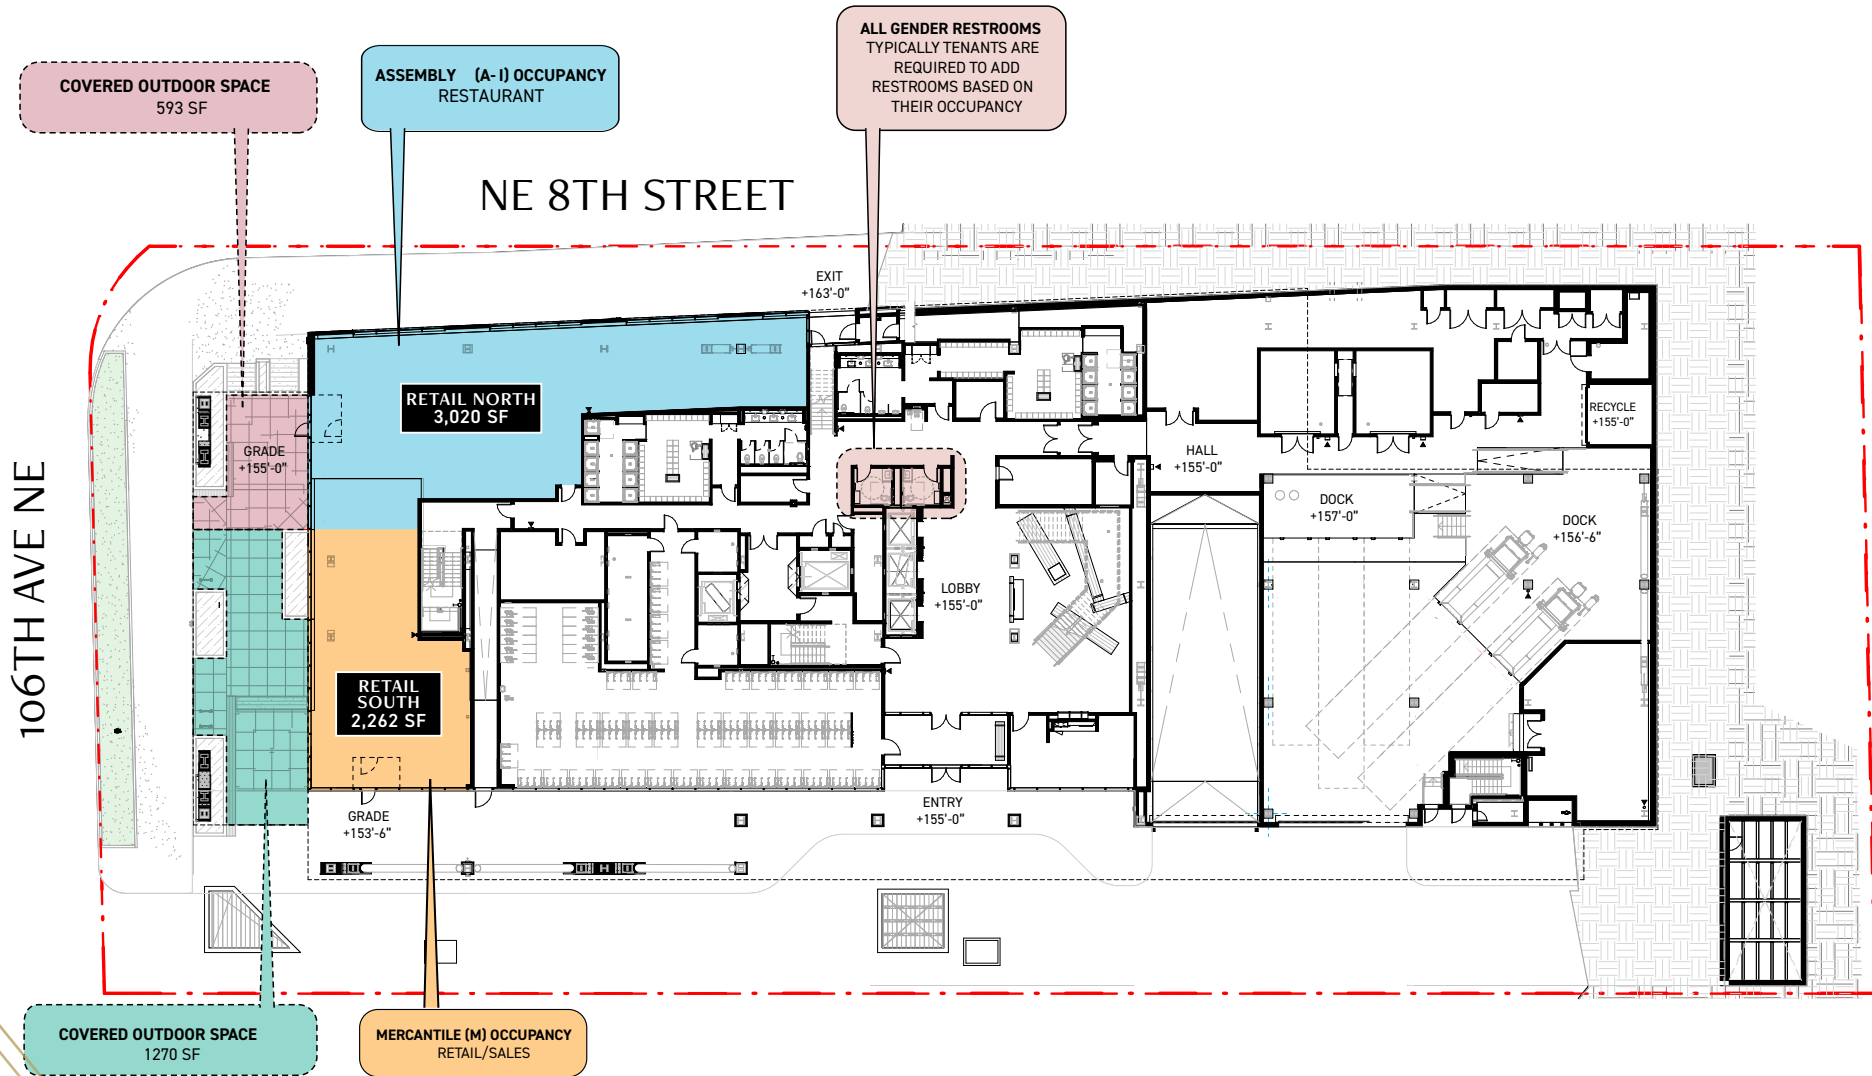 ALL GENDER RESTROOMS
TYPICALLY TENANTS ARE
REQUIRED TO ADD
RESTROOMS BASED ON
THEIR OCCUPANCY
ASSEMBLY (A-I) OCCUPANCY
RESTAURANT
COVERED OUTDOOR SPACE
593 SF
NE 8TH STREET
EXIT
+163'-0"
RETAIL NORTH
3,020 SF
GRADE
+155'-0"
RECYCLE
+155'-0"
HALL
+155'-0"
DOCK
+157'-0"
DOCK
+156'-6"
106TH AVE NE
LOBBY
+155'-0"
RETAIL
SOUTH
2,262 SF
GRADE
+153'-6"
ENTRY
+155'-0"
COVERED OUTDOOR SPACE
1270 SF
MERCANTILE (M) OCCUPANCY
RETAIL/SALES